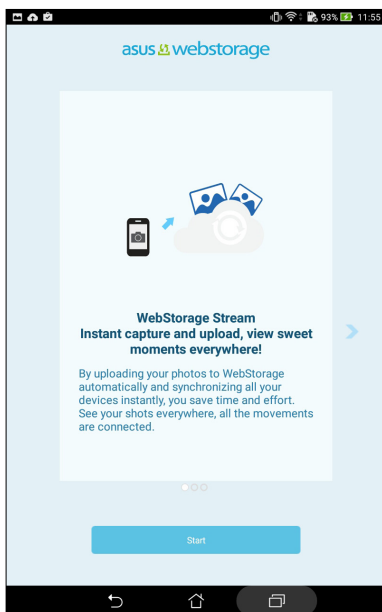 93% 11:55
asus webstorage
WebStorage Stream
Instant capture and upload, view sweet
moments everywhere!
By uploading your photos to WebStorage
automatically and synchronizing all your
devices instantly, you save time and effort.
See your shots everywhere, all the movements
are connected.
Start